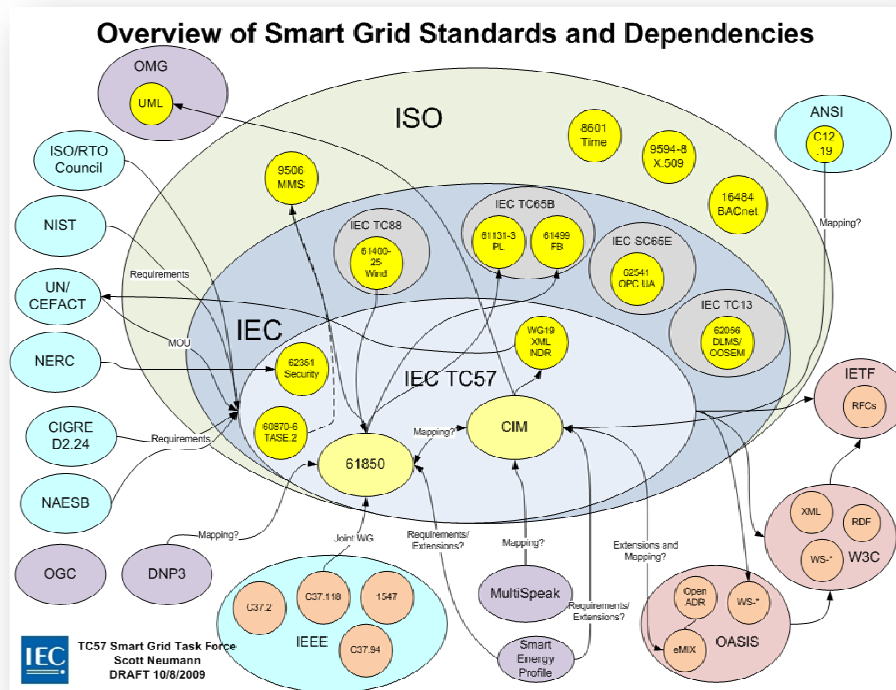 Overview of Smart Grid Standards and Dependencies
OMG
UML
ISO
8601
Time
9594-8
X.509
ANSI
C12
.19
ISO/RTO
Council
9506
MMS
16484
BACnet
Mapping?
NIST
IEC TC88
61400-
25
Wind
IEC TC65B
61131-3
PL
61499
FB
IEC SC65E
62541
OPC UA
Requirements
UN/
CEFACT
IEC TC13
62056
DLMS/
COSEM
IEC
MOU
WG19
XML
NDR
NERC
62351
Security
IEC TC57
IETF
RFCs
CIGRE
D2.24
Requirements
60870-6
TASE.2
Mapping?
CIM
61850
NAESB
XML
RDF
WS-*
W3C
Mapping?
Joint WG
Requirements/
Extensions?
Mapping?
Extensions and
Mapping?
OGC
DNP3
C37.2
C37.118
1547
C37.94
IEEE
MultiSpeak
Requirements/
Extensions?
Open
ADR
WS-*
OASIS
eMIX
Smart
Energy
Profile
IEC
TC57 Smart Grid Task Force
Scott Neumann
DRAFT 10/8/2009